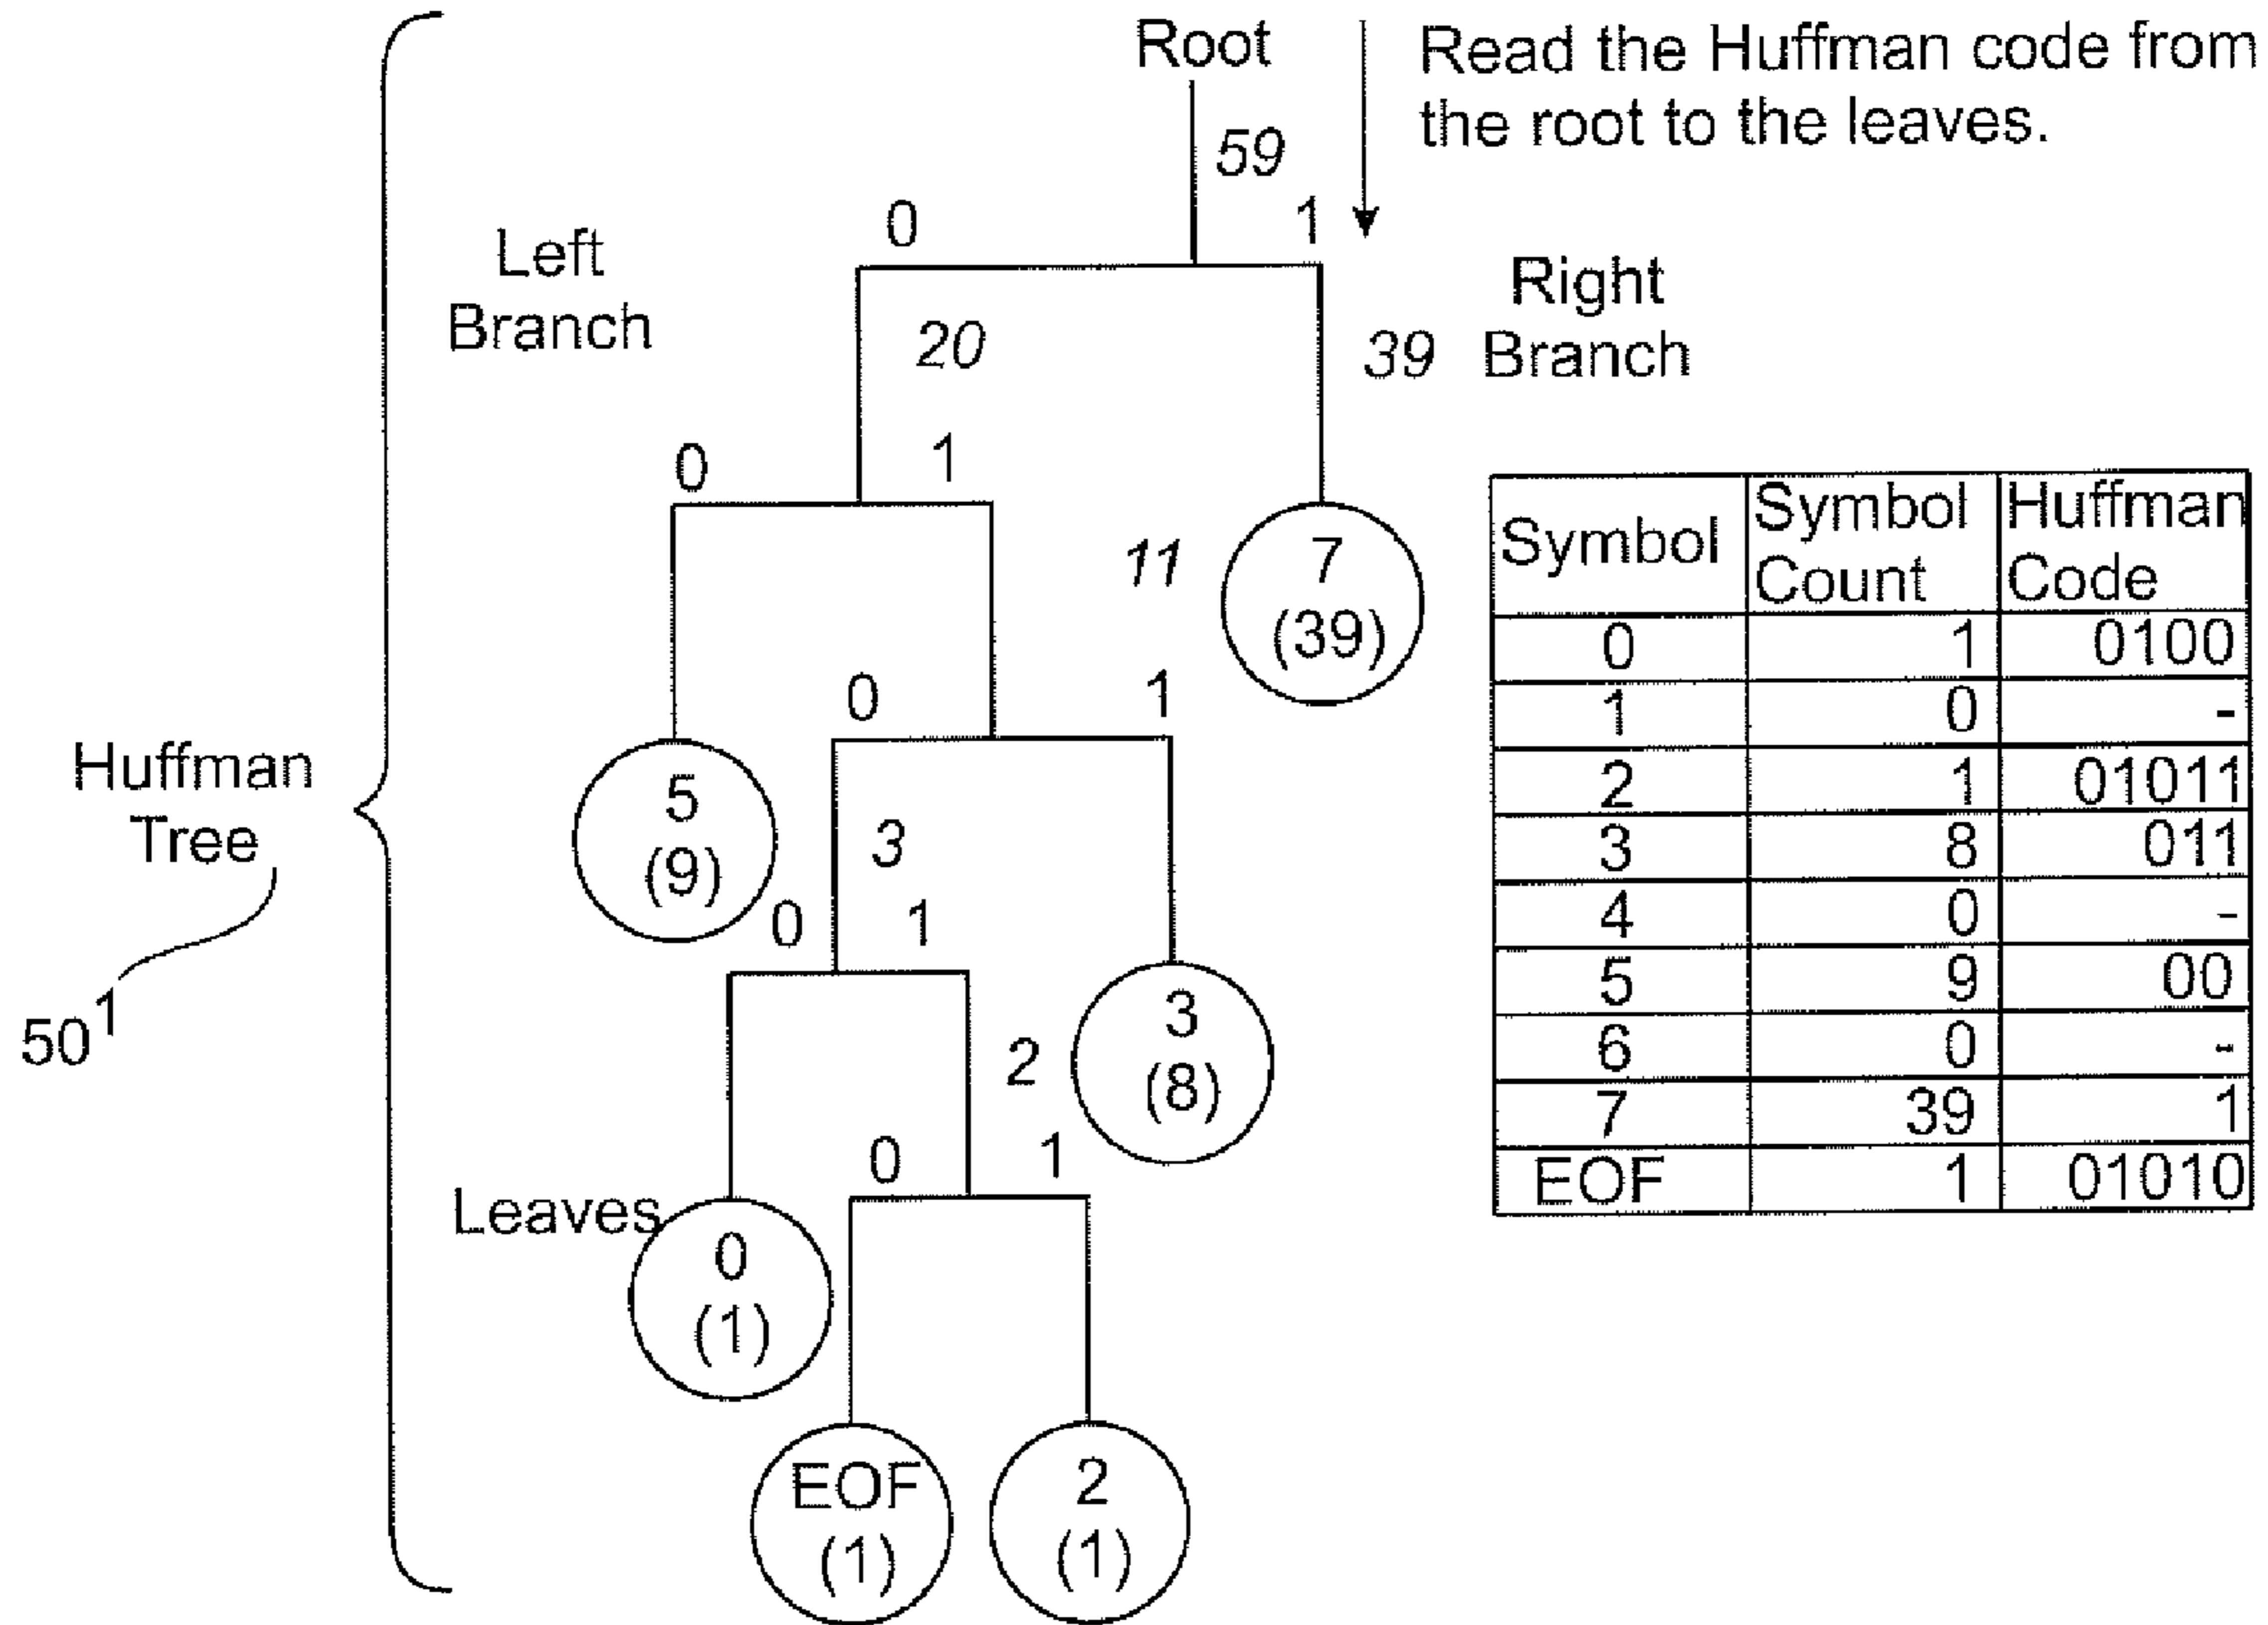 Root
Read the Huffman code from
the root to the leaves.
59
0
1
Left
Branch
20
39
Right
Branch
0
1
11
7
(39)
0
1
Huffman
Tree
501
5
(9)
3
0
1
2
3
(8)
0
1
Leaves
0
(1)
EOF
(1)
2
(1)
Symbol Symbol Count Huffman Code
0 1 0100
1 0 -
2 1 01011
3 8 011
4 0 -
5 9 00
6 0 -
7 39 1
EOF 1 01010